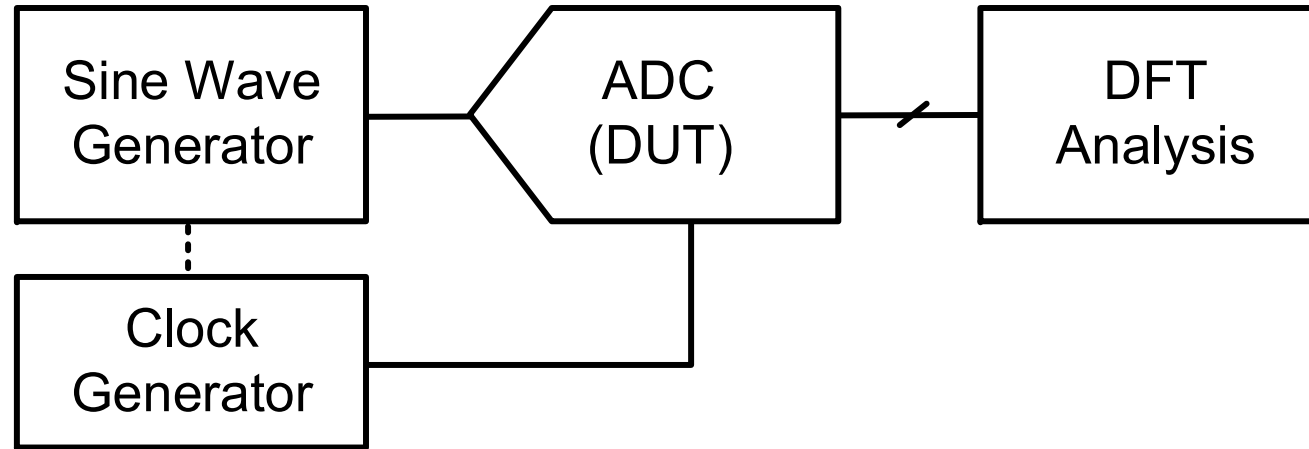 Sine Wave
Generator
ADC
(DUT)
DFT
Analysis
Clock
Generator